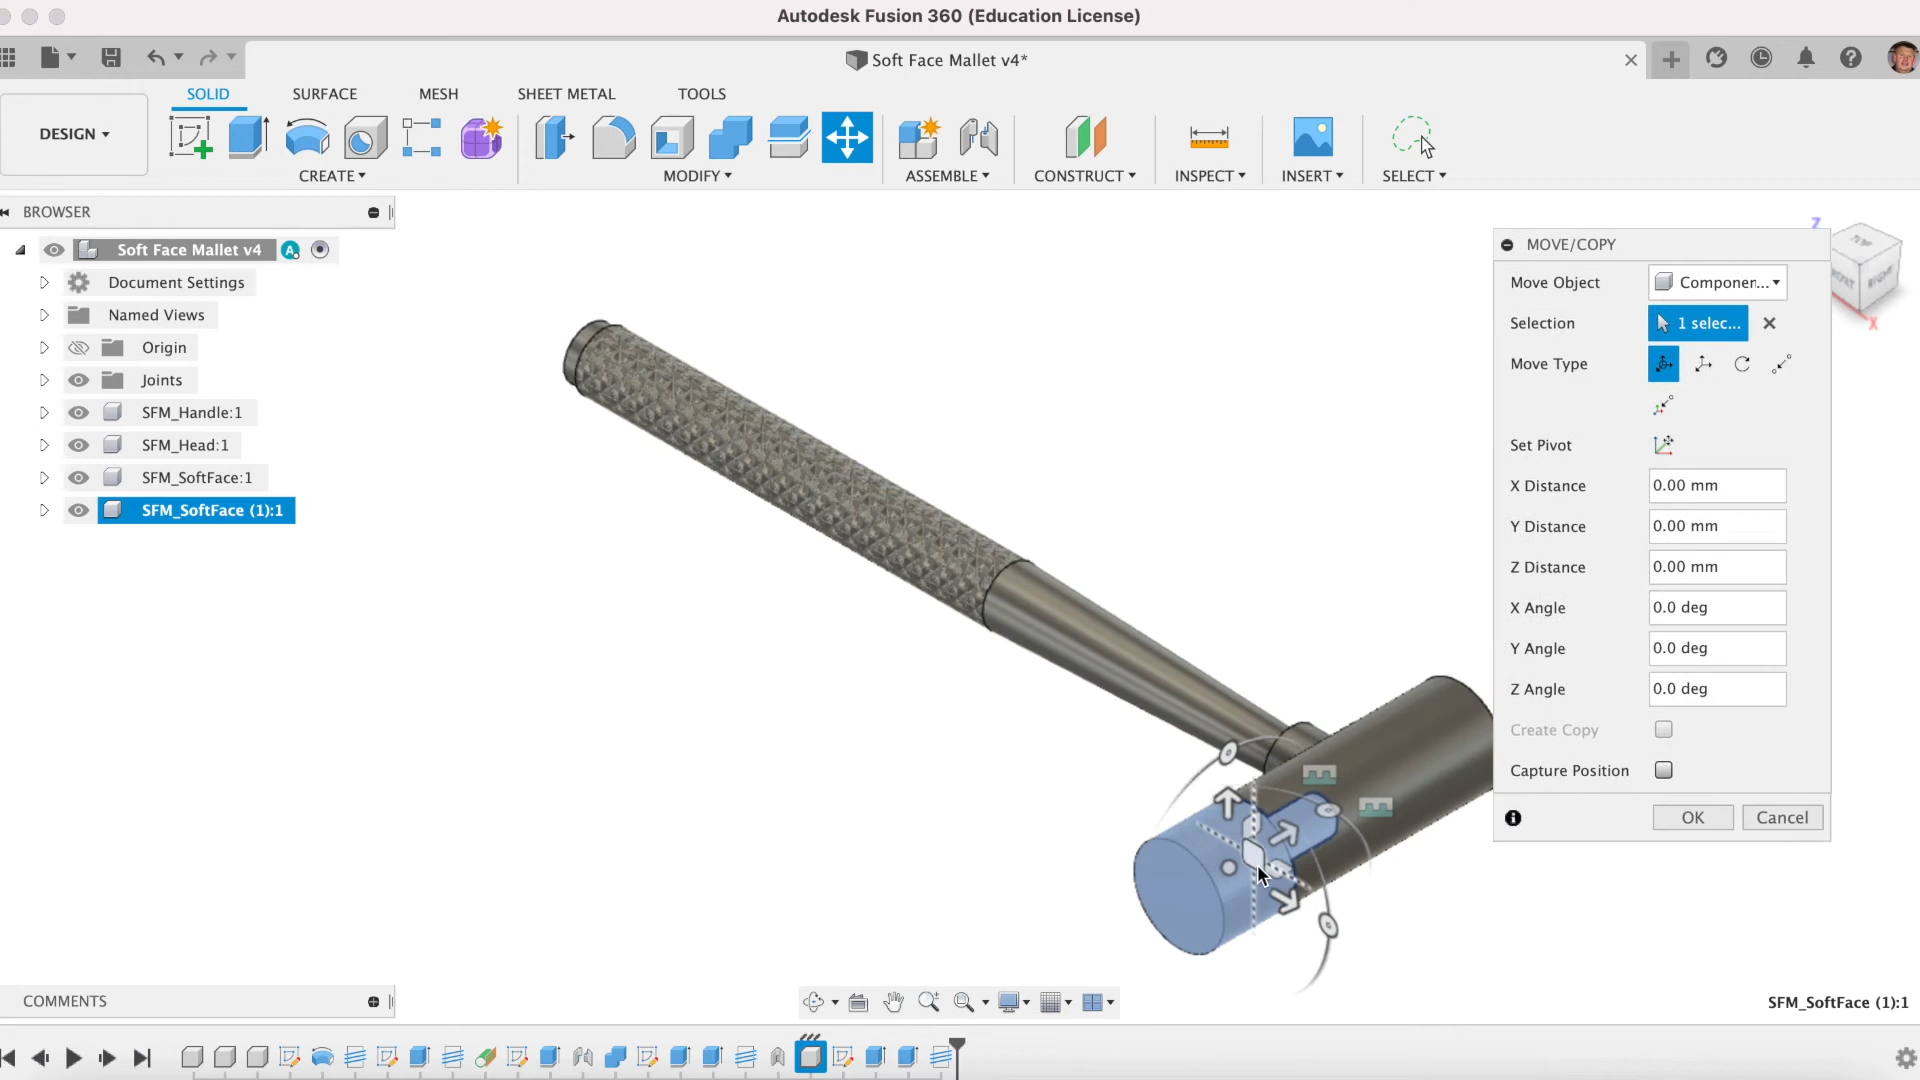 Autodesk Fusion 360 (Education License)
Soft Face Mallet v4*
SOLID SURFACE MESH SHEET METAL TOOLS
DESIGN
CREATE MODIFY ASSEMBLE CONSTRUCT INSPECT INSERT SELECT
BROWSER
Soft Face Mallet v4
A
Document Settings
Named Views
Origin
Joints
SFM_Handle:1
SFM_Head:1
SFM_SoftFace:1
SFM_SoftFace (1):1
Z
TOP
RIGHT
X
MOVE/COPY
Move Object Componen...
Selection 1 selec...
Move Type
Set Pivot
X Distance 0.00 mm
Y Distance 0.00 mm
Z Distance 0.00 mm
X Angle 0.0 deg
Y Angle 0.0 deg
Z Angle 0.0 deg
Create Copy
Capture Position
OK Cancel
COMMENTS
SFM_SoftFace (1):1